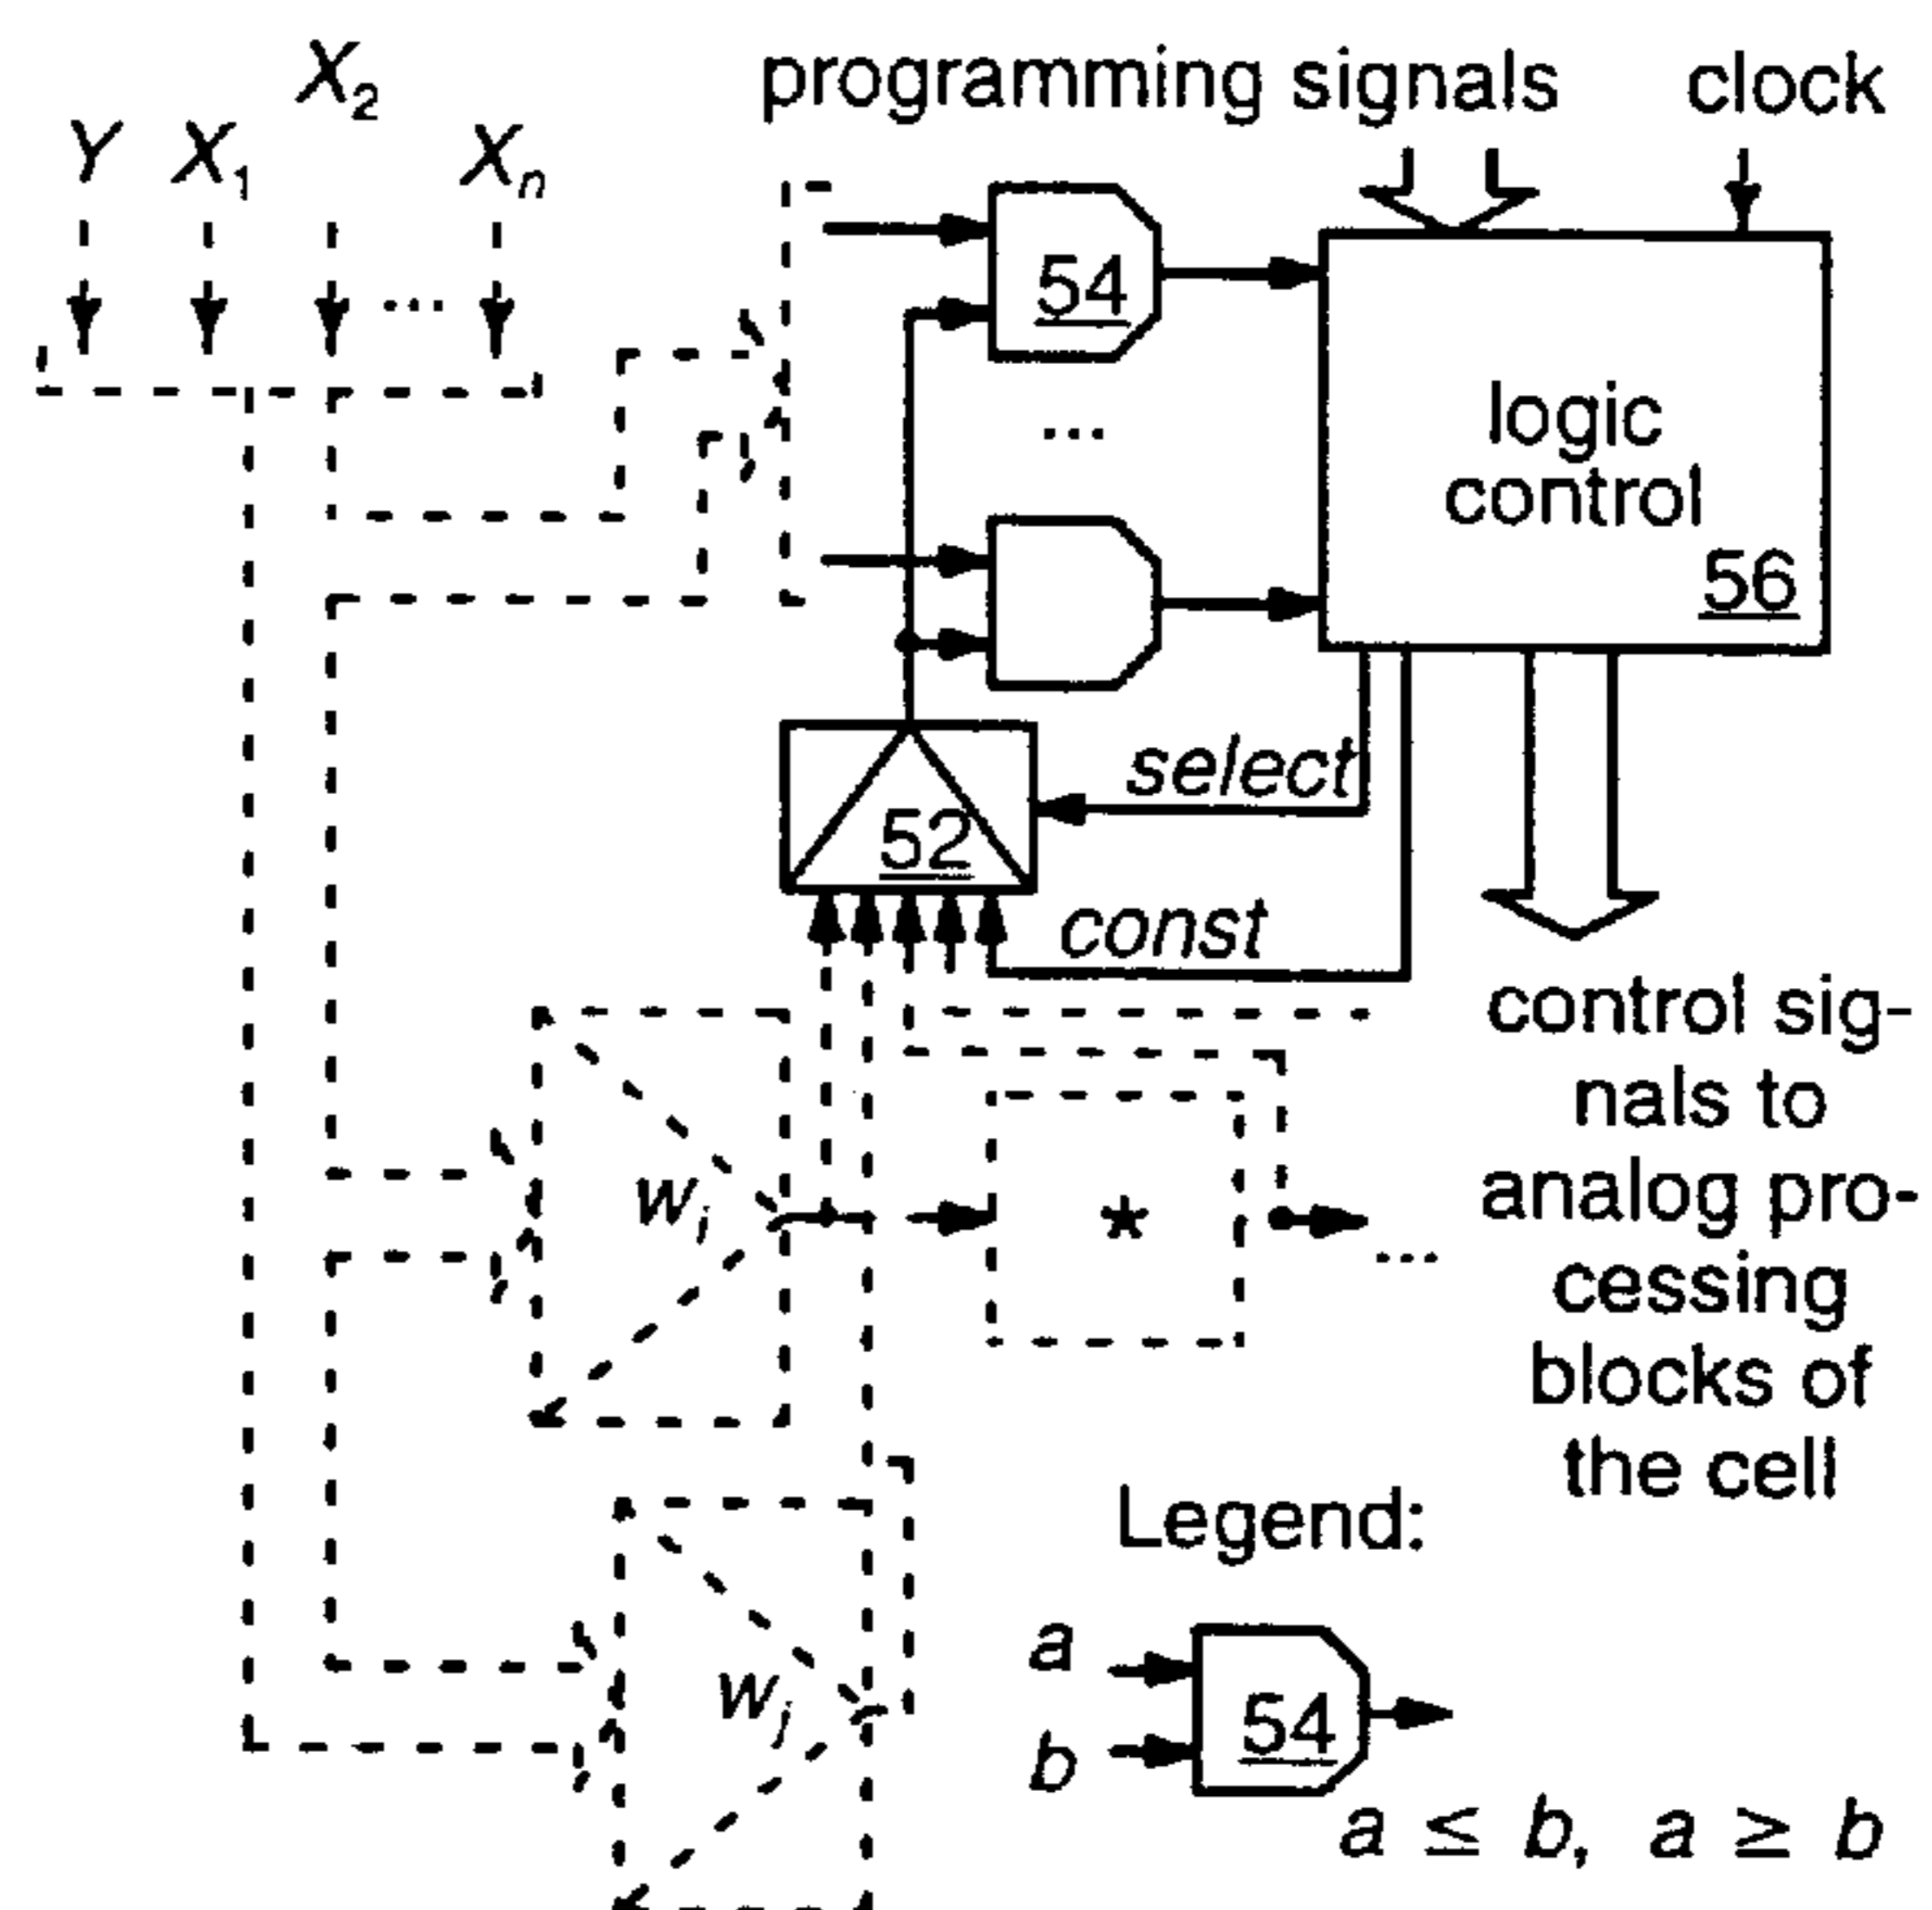 X2
Y X1 Xn
...
programming signals
clock
54
...
logic
control
56
select
52
const
control sig-
nals to
analog pro-
cessing
blocks of
the cell
wi
*
...
wj
Legend:
a
b
54
a ≤ b, a ≥ b